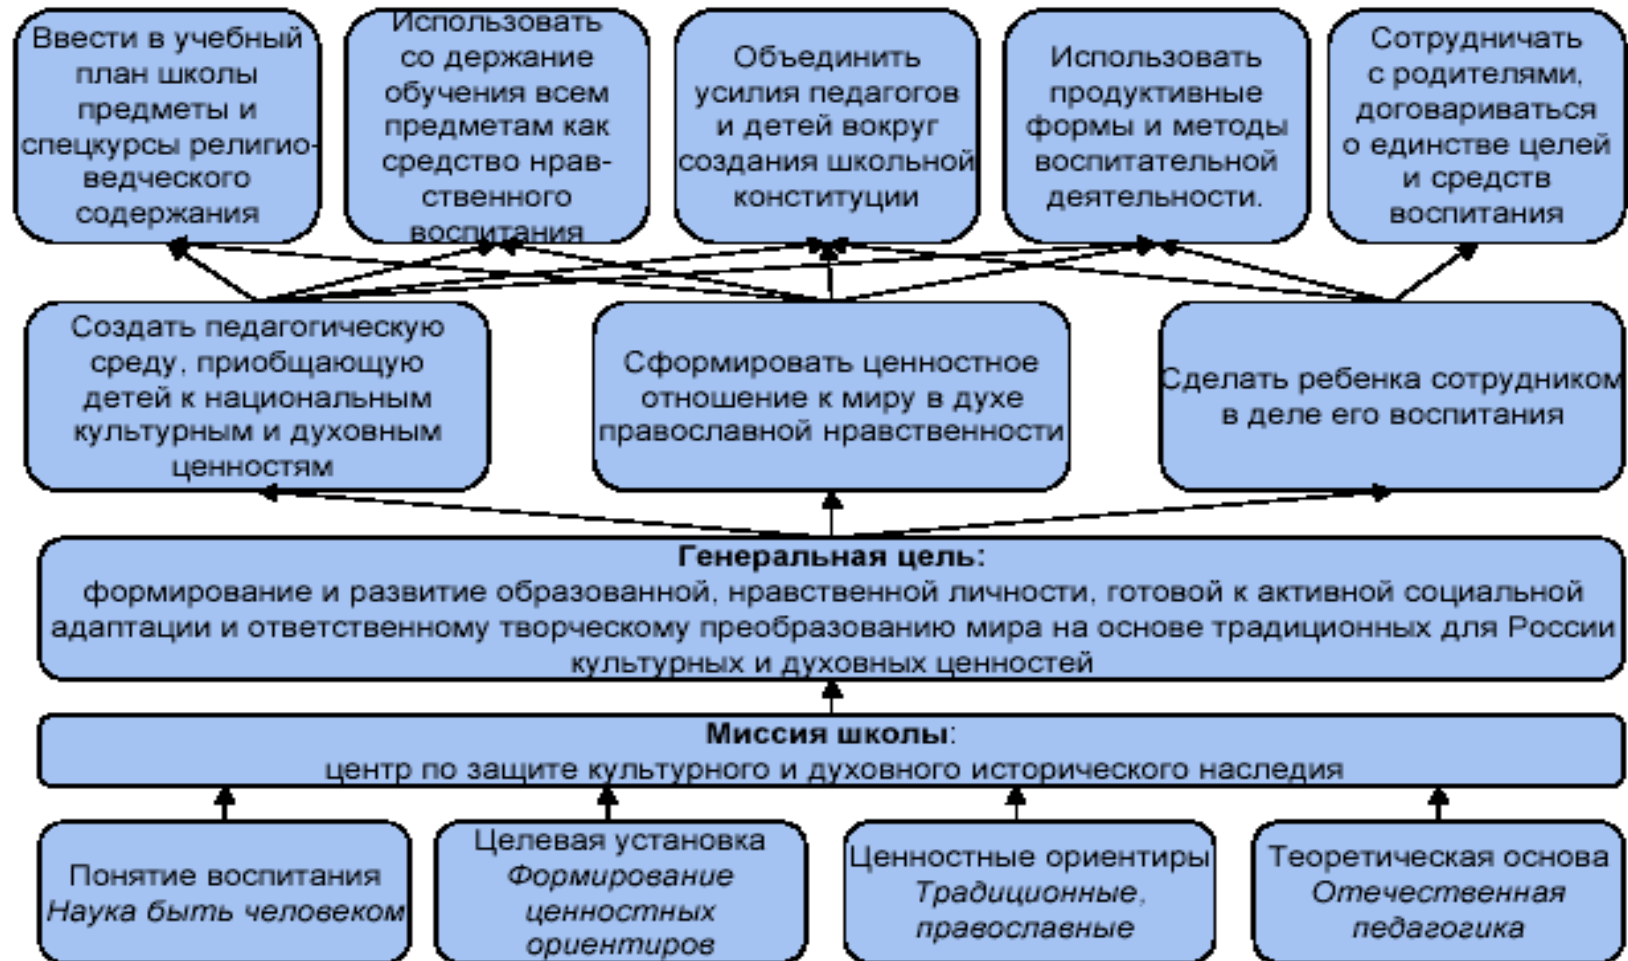 Ввести в учебный
план школы
предметы и
спецкурсы религио-
ведческого
содержания
Использовать
со держание
обучения всем
предметам как
средство нрав-
ственного
воспитания
Объединить
усилия педагогов
и детей вокруг
создания школьной
конституции
Использовать
продуктивные
формы и методы
воспитательной
деятельности.
Сотрудничать
с родителями,
договариваться
о единстве целей
и средств
воспитания
Создать педагогическую
среду, приобщающую
детей к национальным
культурным и духовным
ценностям
Сформировать ценностное
отношение к миру в духе
православной нравственности
Сделать ребенка сотрудником
в деле его воспитания
Генеральная цель:
формирование и развитие образованной, нравственной личности, готовой к активной социальной
адаптации и ответственному творческому преобразованию мира на основе традиционных для России
культурных и духовных ценностей
Миссия школы:
центр по защите культурного и духовного исторического наследия
Понятие воспитания
Наука быть человеком
Целевая установка
Формирование
ценностных
ориентиров
Ценностные ориентиры
Традиционные,
православные
Теоретическая основа
Отечественная
педагогика